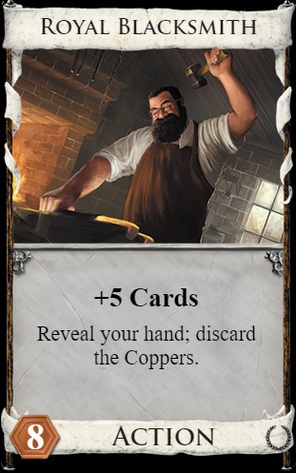 ROYAL BLACKSMITH
+5 Cards
Reveal your hand; discard
the Coppers.
8
ACTION